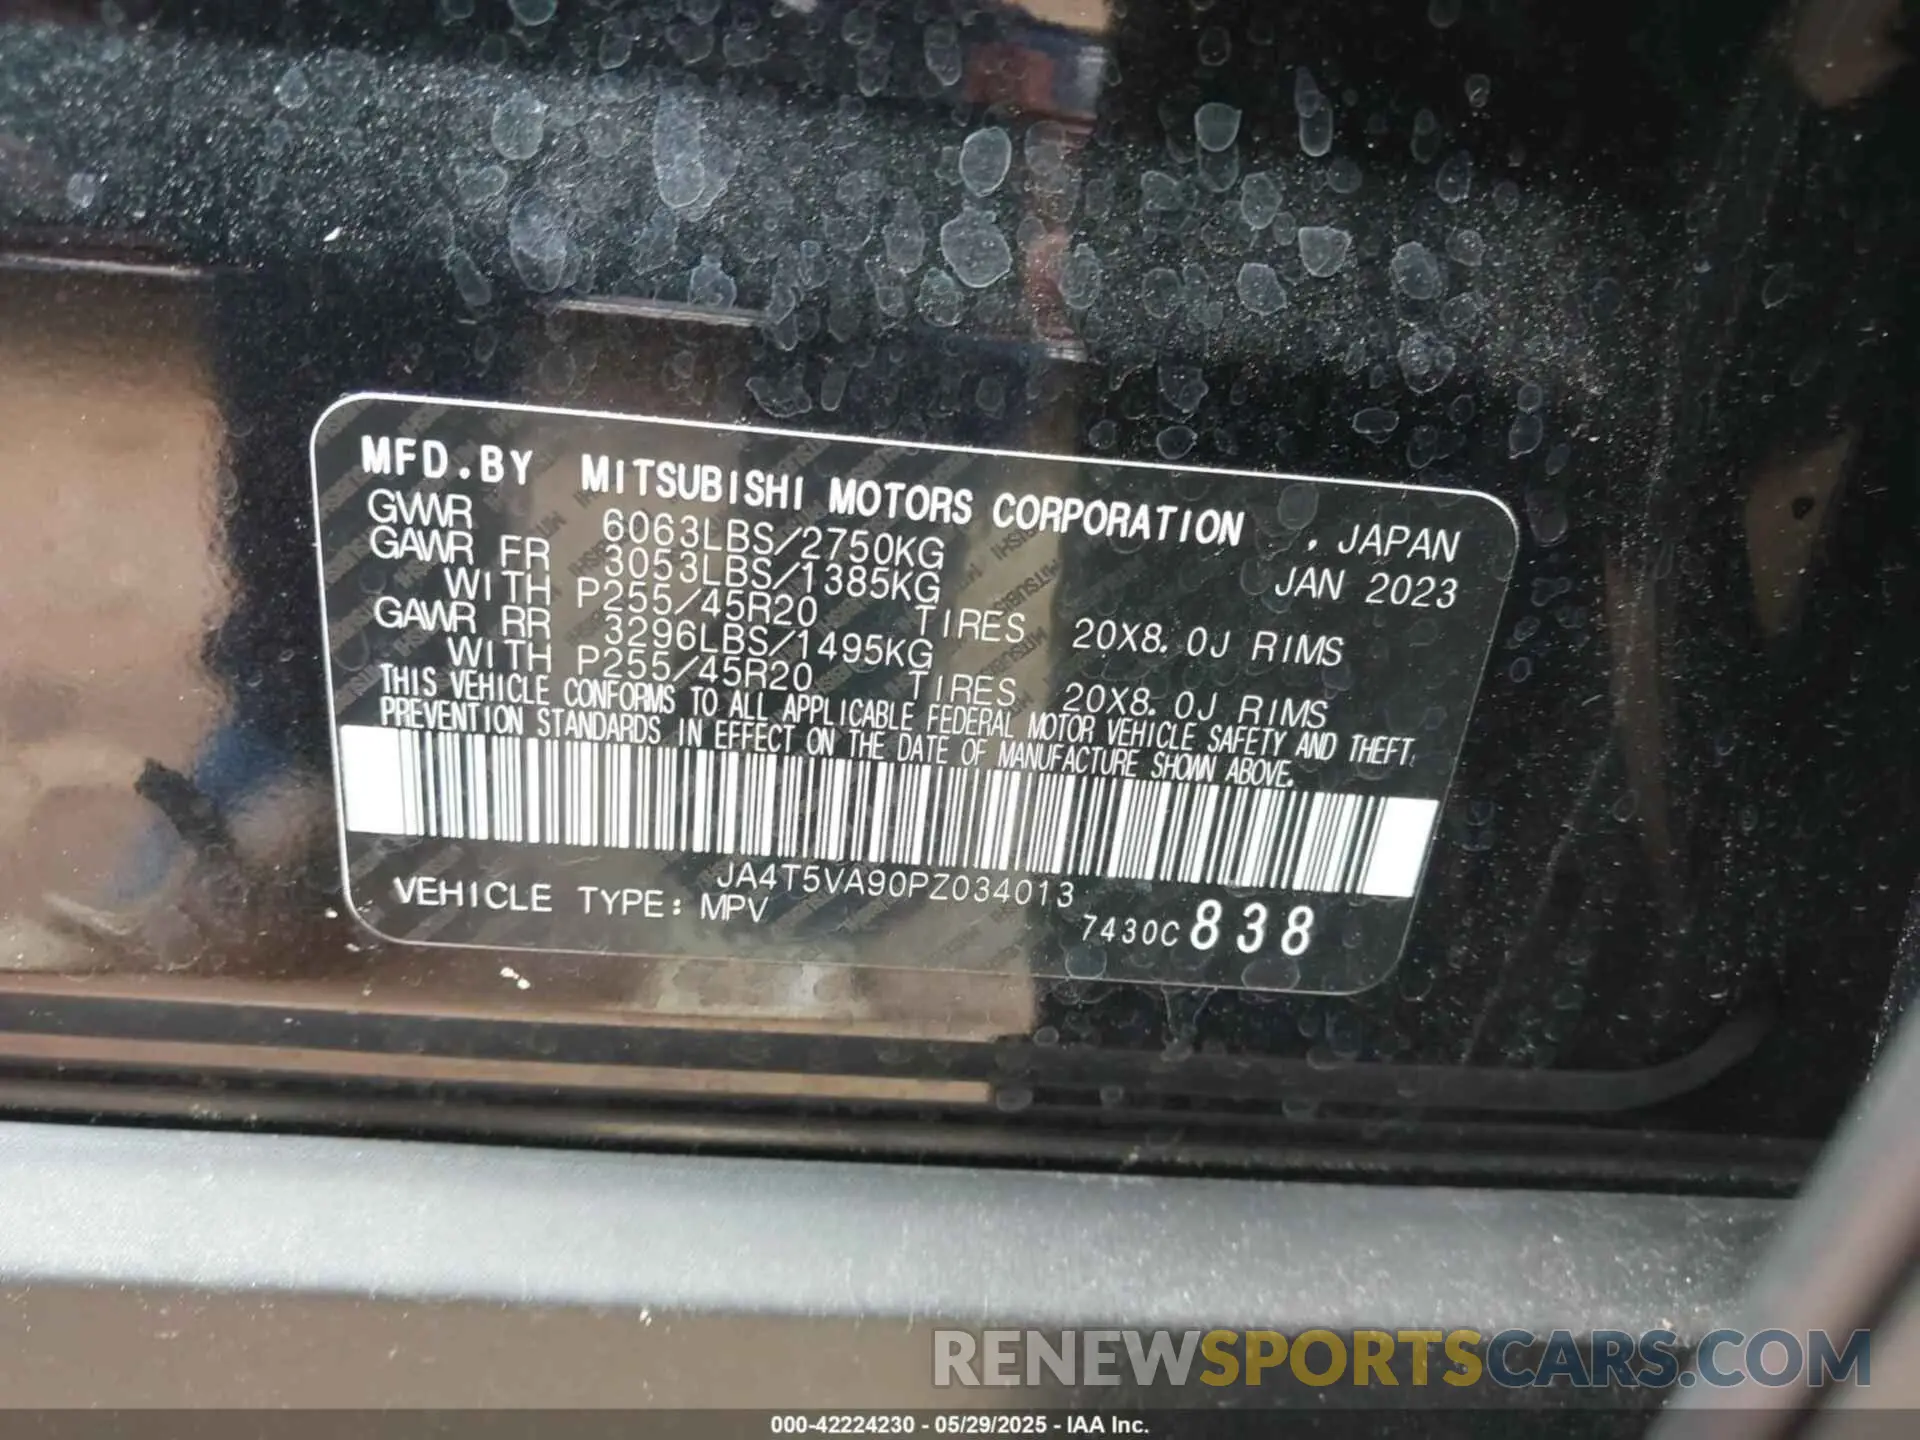 MFD.BY MITSUBISHI MOTORS CORPORATION , JAPAN
GVWR 6063LBS/2750KG JAN 2023
GAWR FR 3053LBS/1385KG
WITH P255/45R20 TIRES 20X8.0J RIMS
GAWR RR 3296LBS/1495KG
WITH P255/45R20 TIRES 20X8.0J RIMS
THIS VEHICLE CONFORMS TO ALL APPLICABLE FEDERAL MOTOR VEHICLE SAFETY AND THEFT
PREVENTION STANDARDS IN EFFECT ON THE DATE OF MANUFACTURE SHOWN ABOVE.
JA4T5VA90PZ034013
VEHICLE TYPE: MPV 7430C 838
RENEWSPORTSCARS.COM
000-42224230 - 05/29/2025 - IAA Inc.